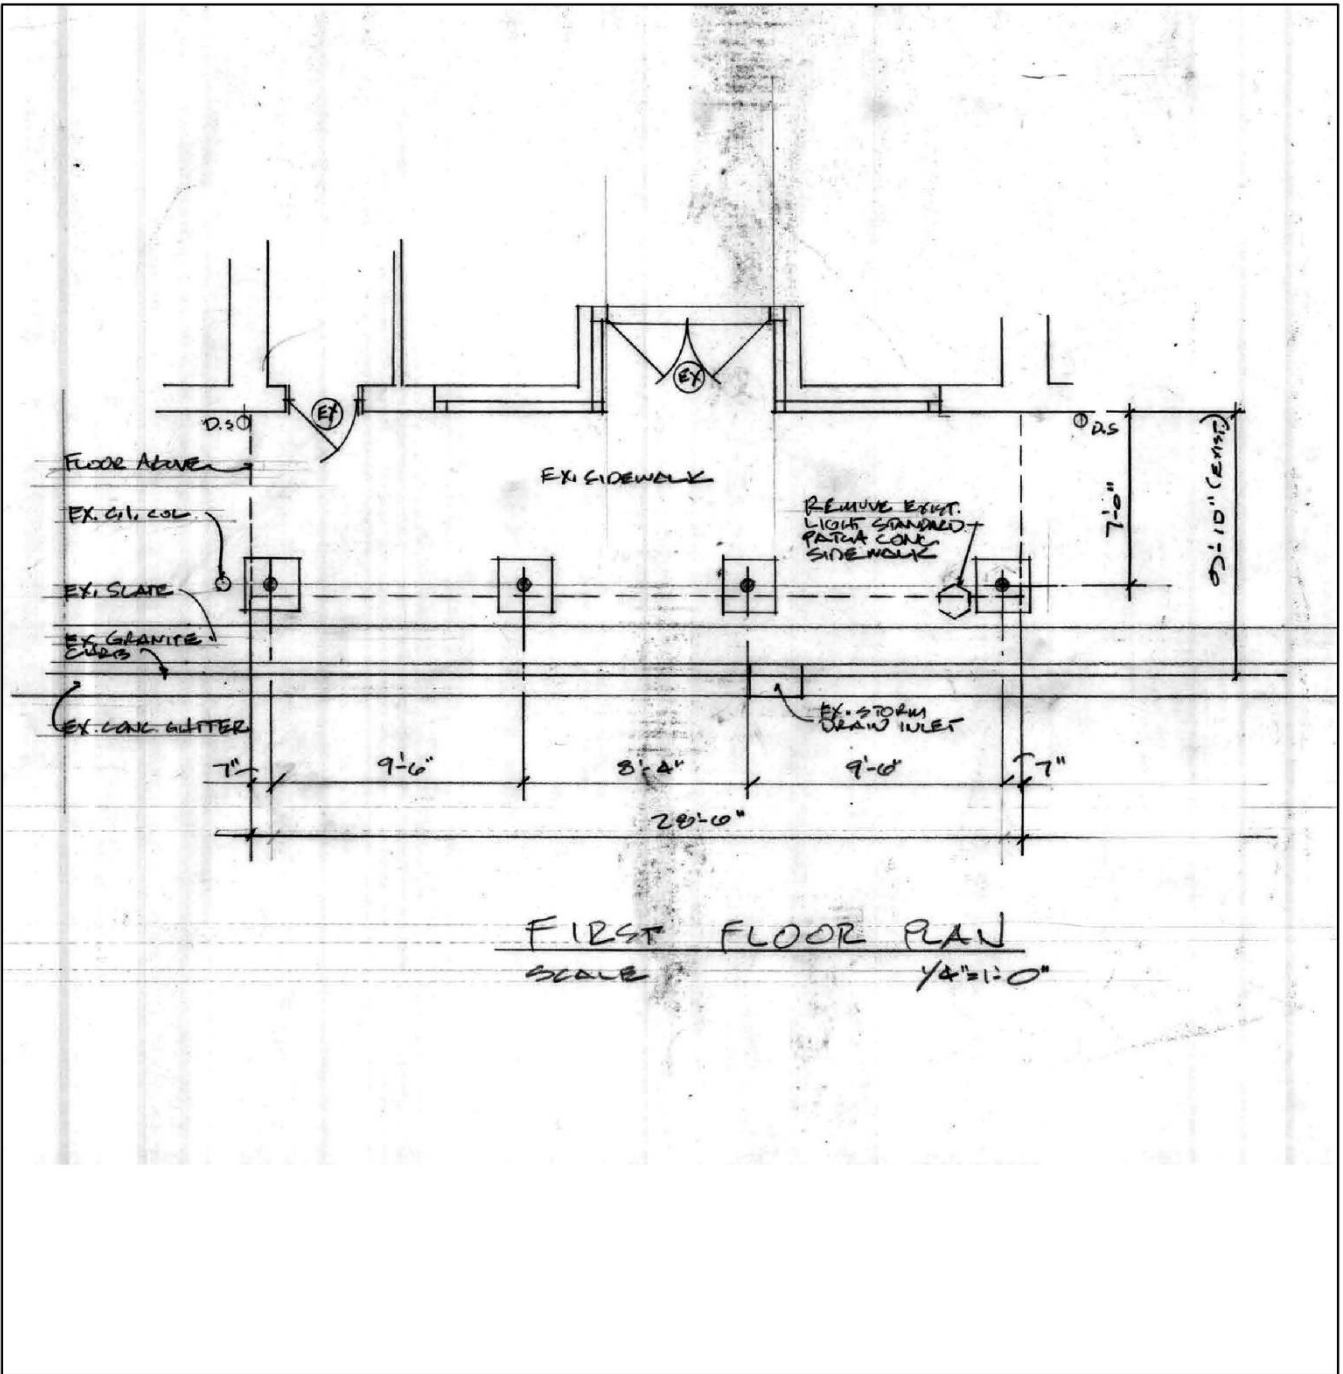 EX
EX
D.S
D.S
FLOOR ABOVE
EX. SIDEWALK
EX. C.I. COL.
REMOVE EXIST.
LIGHT STANDARD
PATCH CONC.
SIDEWALK
7'-0"
9'-10" (EXIST)
EX. SLATE
EX. GRANITE
CURB
EX. CONC. GUTTER
EX. STORM
DRAIN INLET
7"
9'-6"
8'-4"
9'-6"
7"
28'-6"
FIRST FLOOR PLAN
SCALE 1/4"=1'-0"